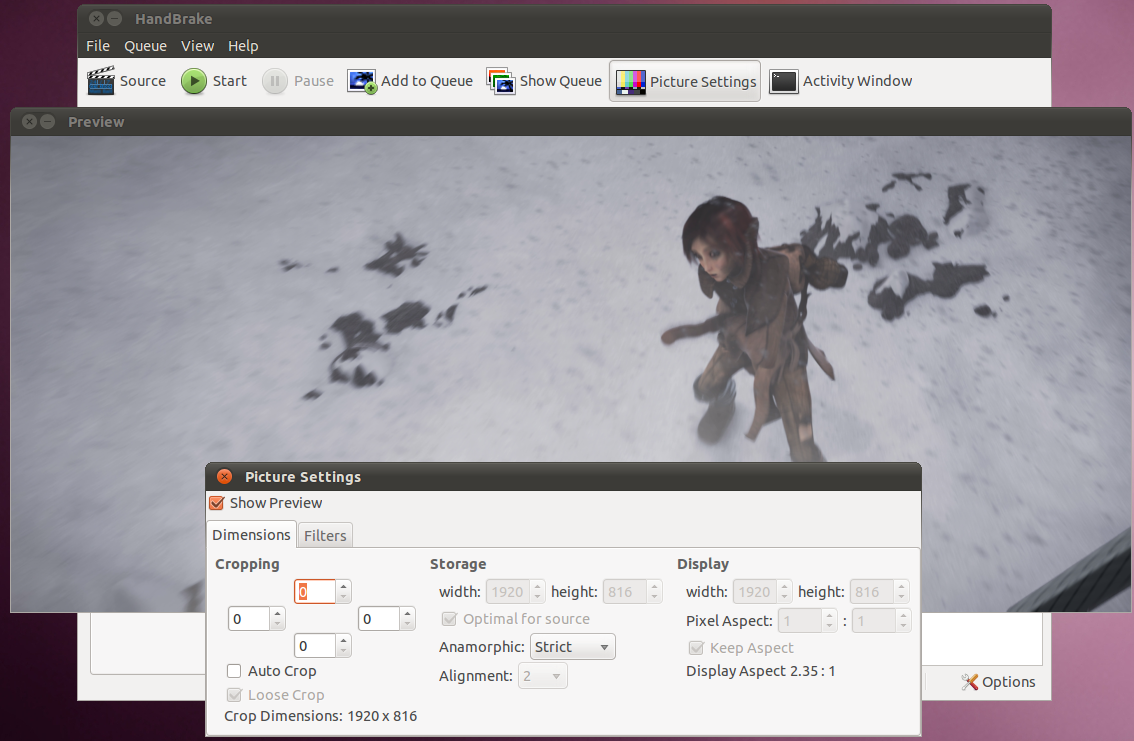 HandBrake
File Queue View Help
Source Start Pause Add to Queue Show Queue Picture Settings Activity Window
Preview
Picture Settings
Show Preview
Dimensions Filters
Cropping Storage Display
0 width: 1920 height: 816 width: 1920 height: 816
0 0 Optimal for source Pixel Aspect: 1 : 1
0 Anamorphic: Strict Keep Aspect
Auto Crop Alignment: 2 Display Aspect 2.35 : 1
Loose Crop
Crop Dimensions: 1920 x 816
Options